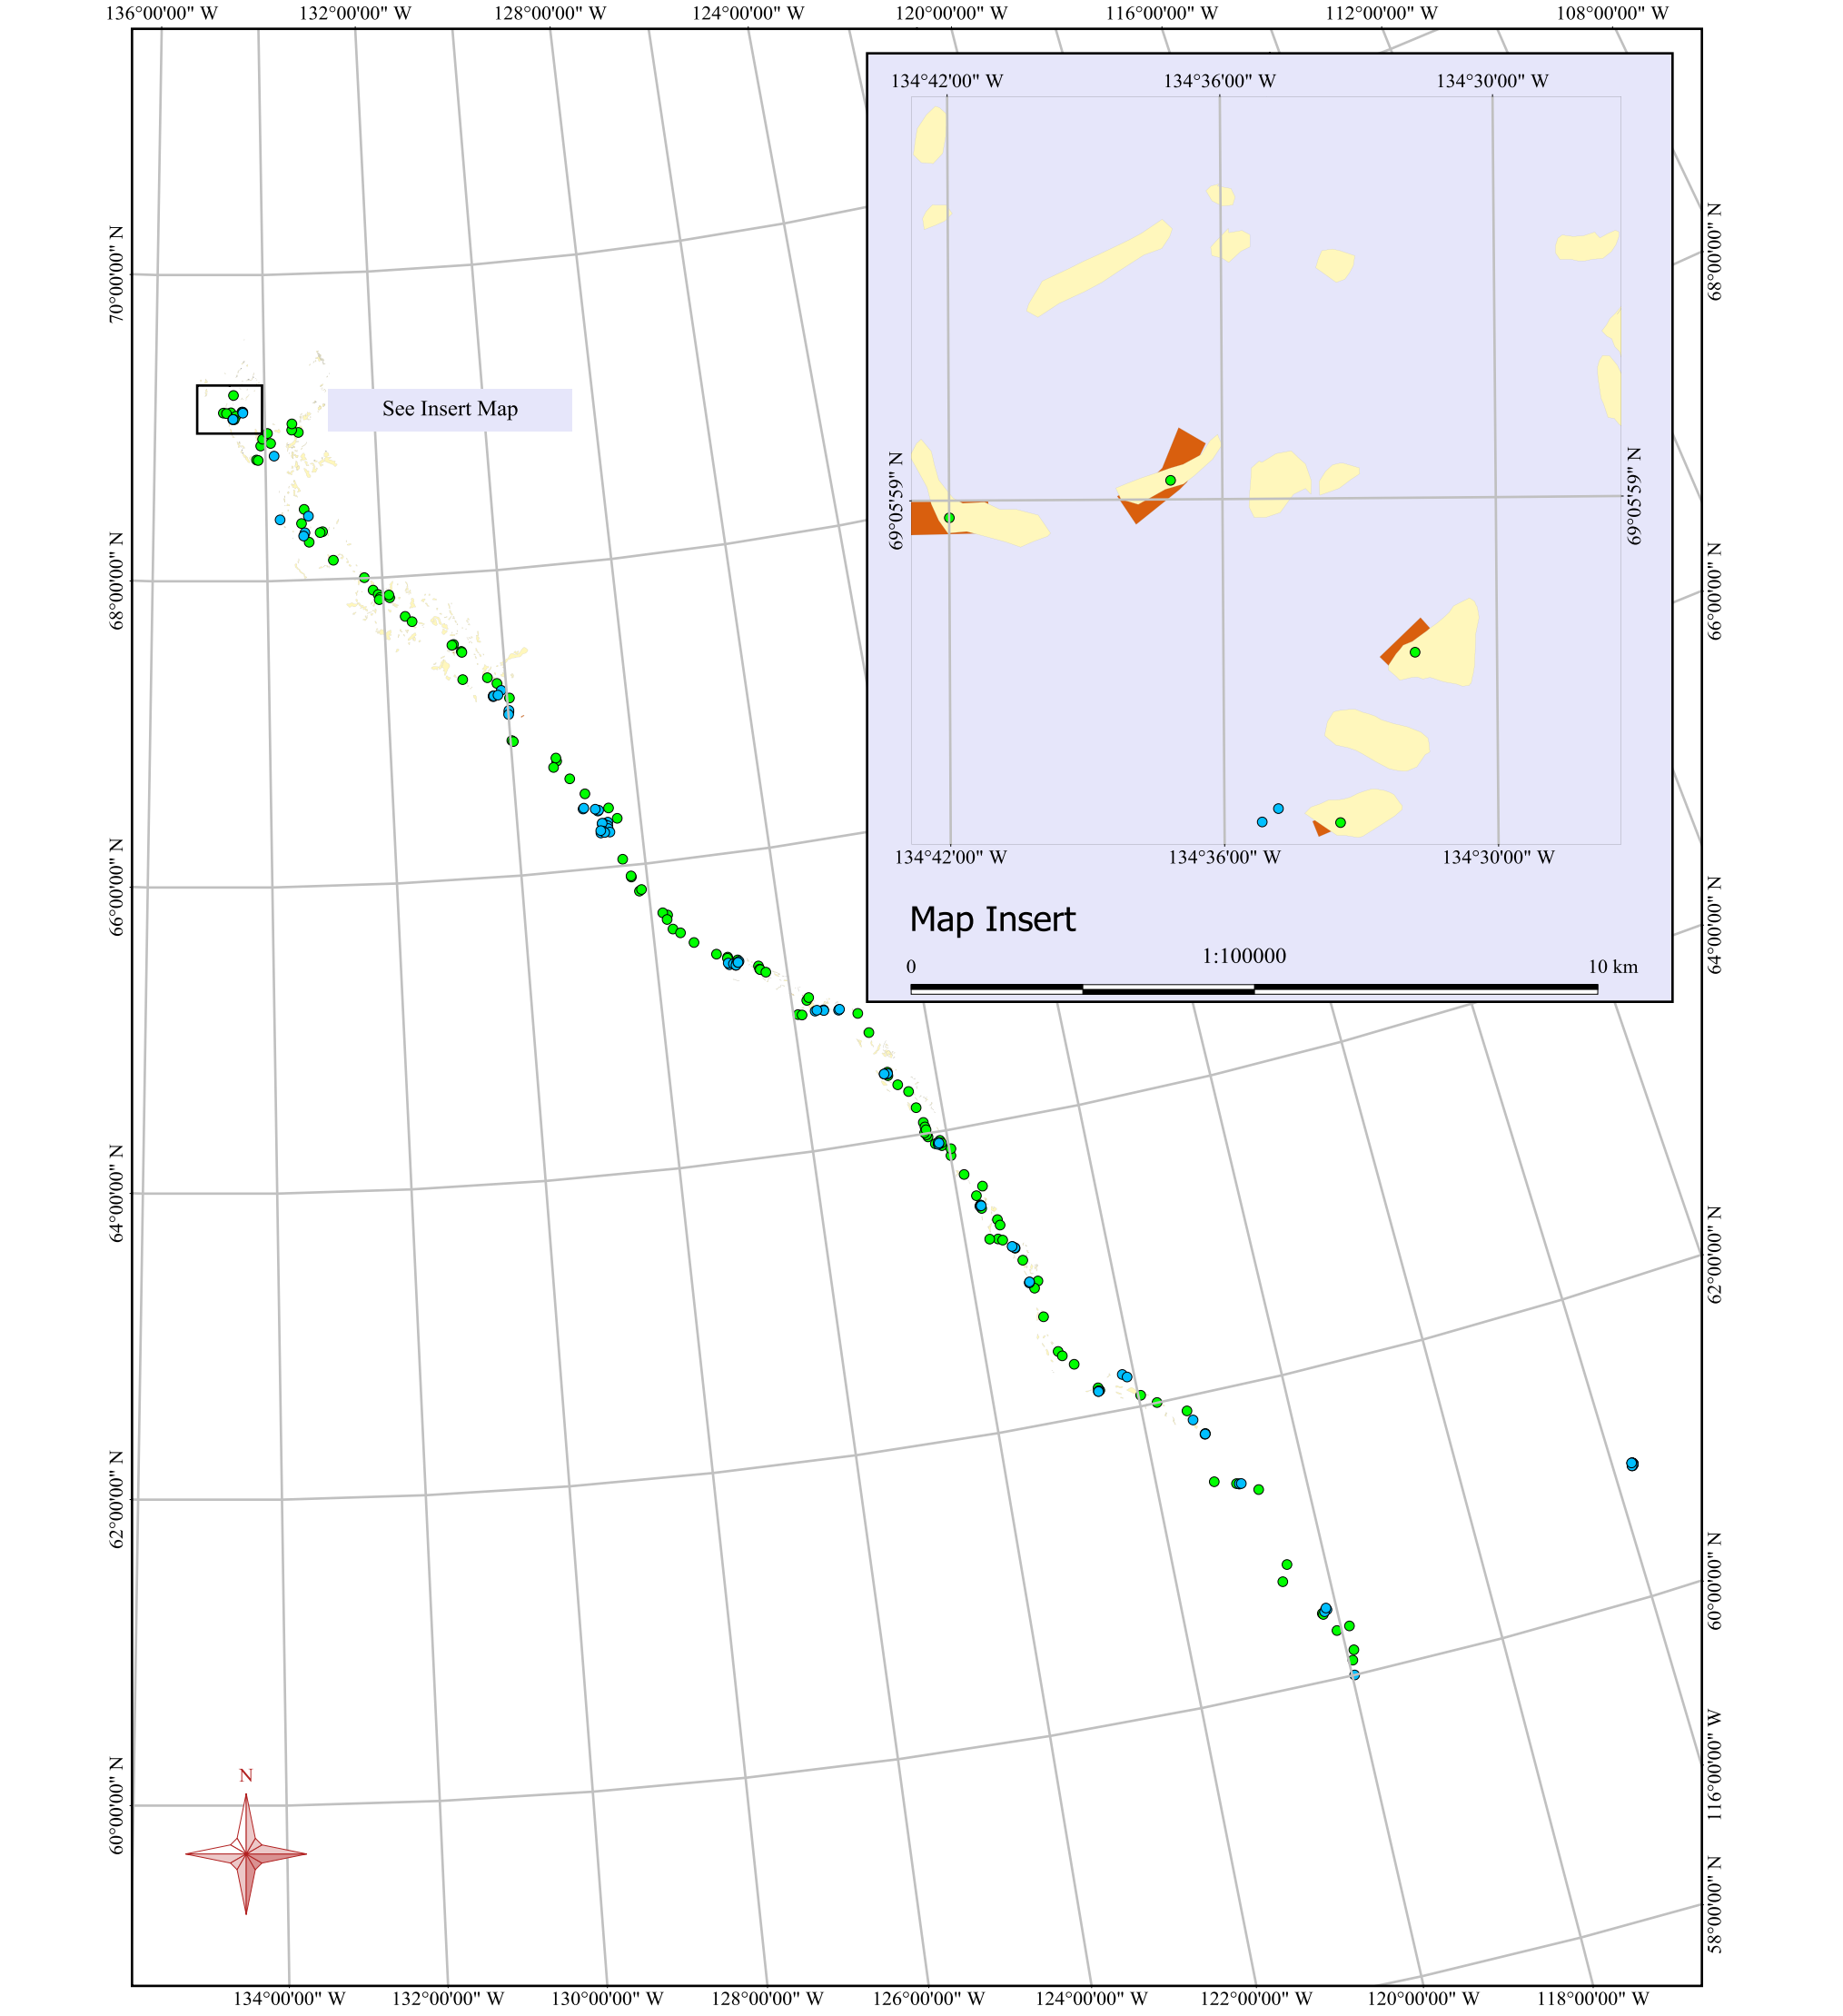 136°00'00" W
132°00'00" W
128°00'00" W
124°00'00" W
120°00'00" W
116°00'00" W
112°00'00" W
108°00'00" W
134°42'00" W
134°36'00" W
134°30'00" W
70°00'00" N
68°00'00" N
66°00'00" N
64°00'00" N
62°00'00" N
60°00'00" N
See Insert Map
69°05'59" N
69°05'59" N
134°42'00" W
134°36'00" W
134°30'00" W
Map Insert
1:100000
0
10 km
68°00'00" N
66°00'00" N
64°00'00" N
62°00'00" N
60°00'00" N
116°00'00" W
58°00'00" N
N
134°00'00" W
132°00'00" W
130°00'00" W
128°00'00" W
126°00'00" W
124°00'00" W
122°00'00" W
120°00'00" W
118°00'00" W